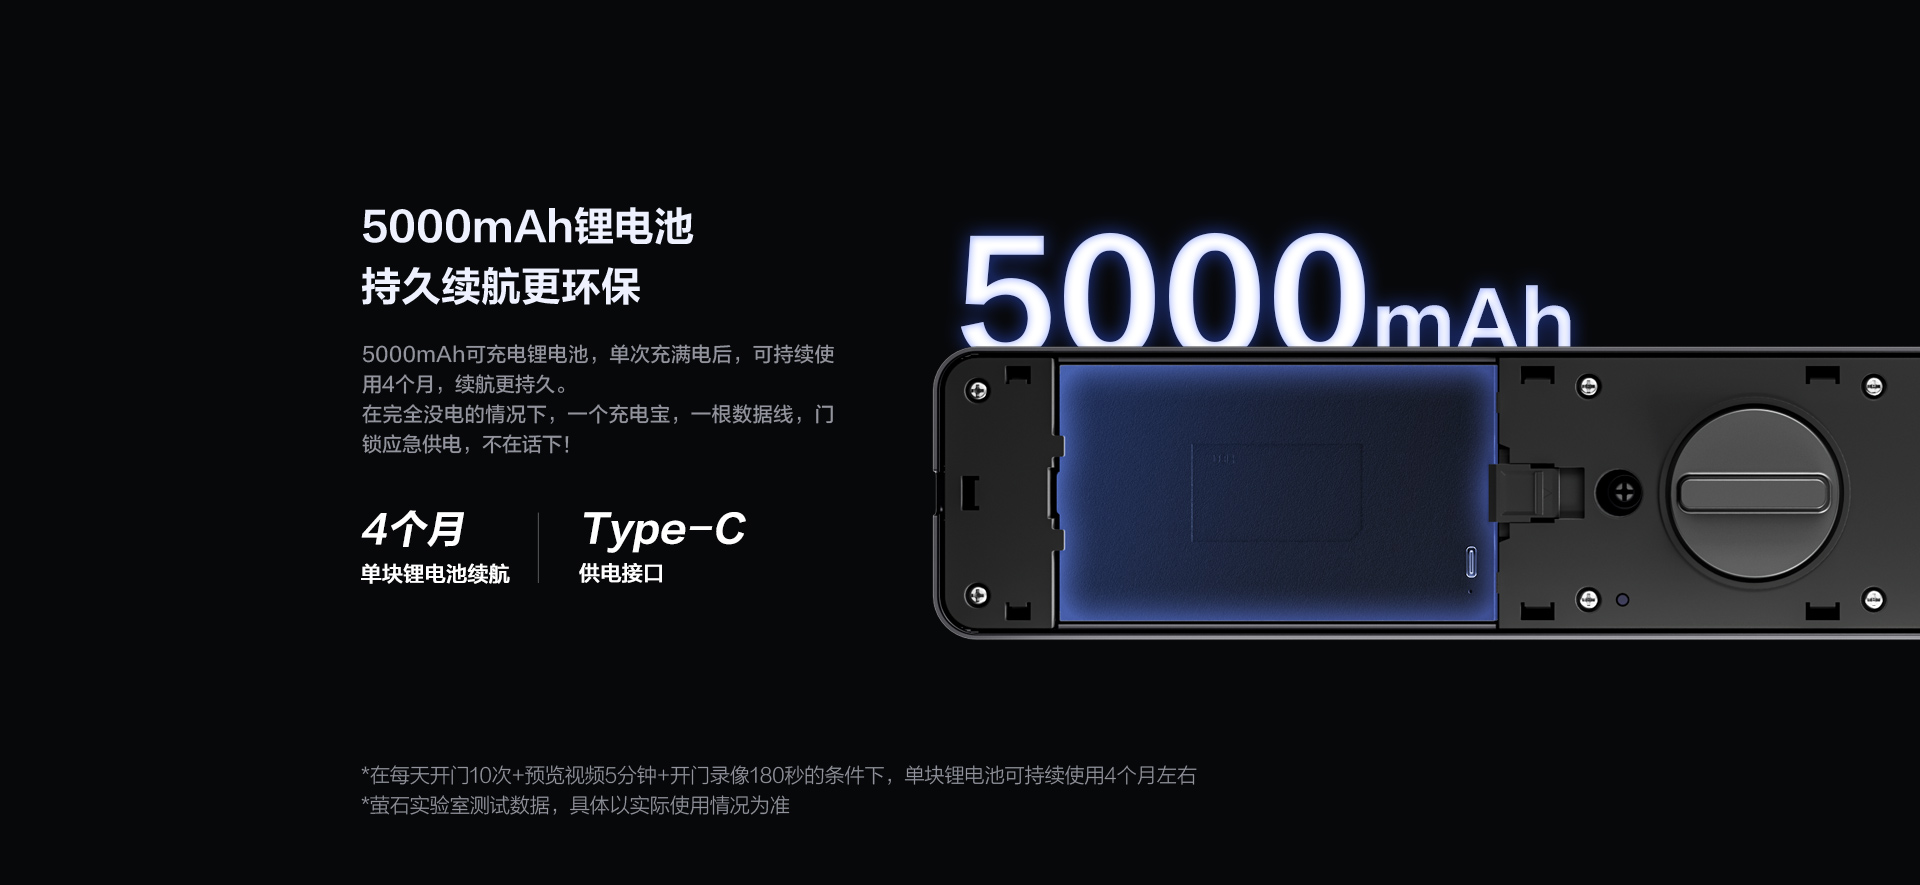 5000mAh锂电池
持久续航更环保
5000mAh可充电锂电池，单次充满电后，可持续使
用4个月，续航更持久。
在完全没电的情况下，一个充电宝，一根数据线，门
锁应急供电，不在话下！
4个月
单块锂电池续航
Type-C
供电接口
5000mAh
*在每天开门10次+预览视频5分钟+开门录像180秒的条件下，单块锂电池可持续使用4个月左右
*萤石实验室测试数据，具体以实际使用情况为准